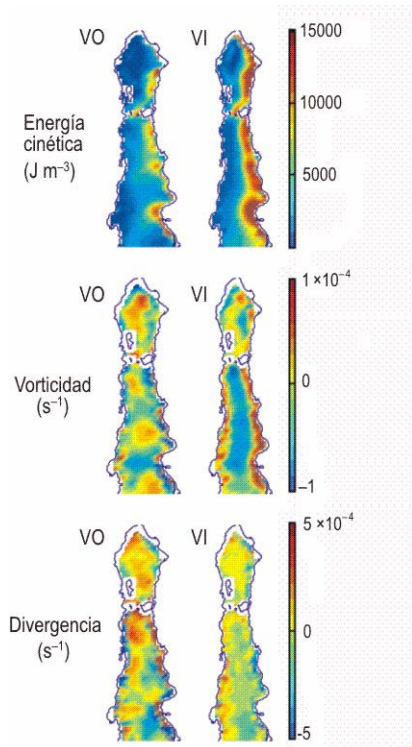 VO VI
15000
10000
5000
Energía
cinética
(J m⁻³)
VO VI
1 ×10⁻⁴
0
–1
Vorticidad
(s⁻¹)
VO VI
5 ×10⁻⁴
0
-5
Divergencia
(s⁻¹)